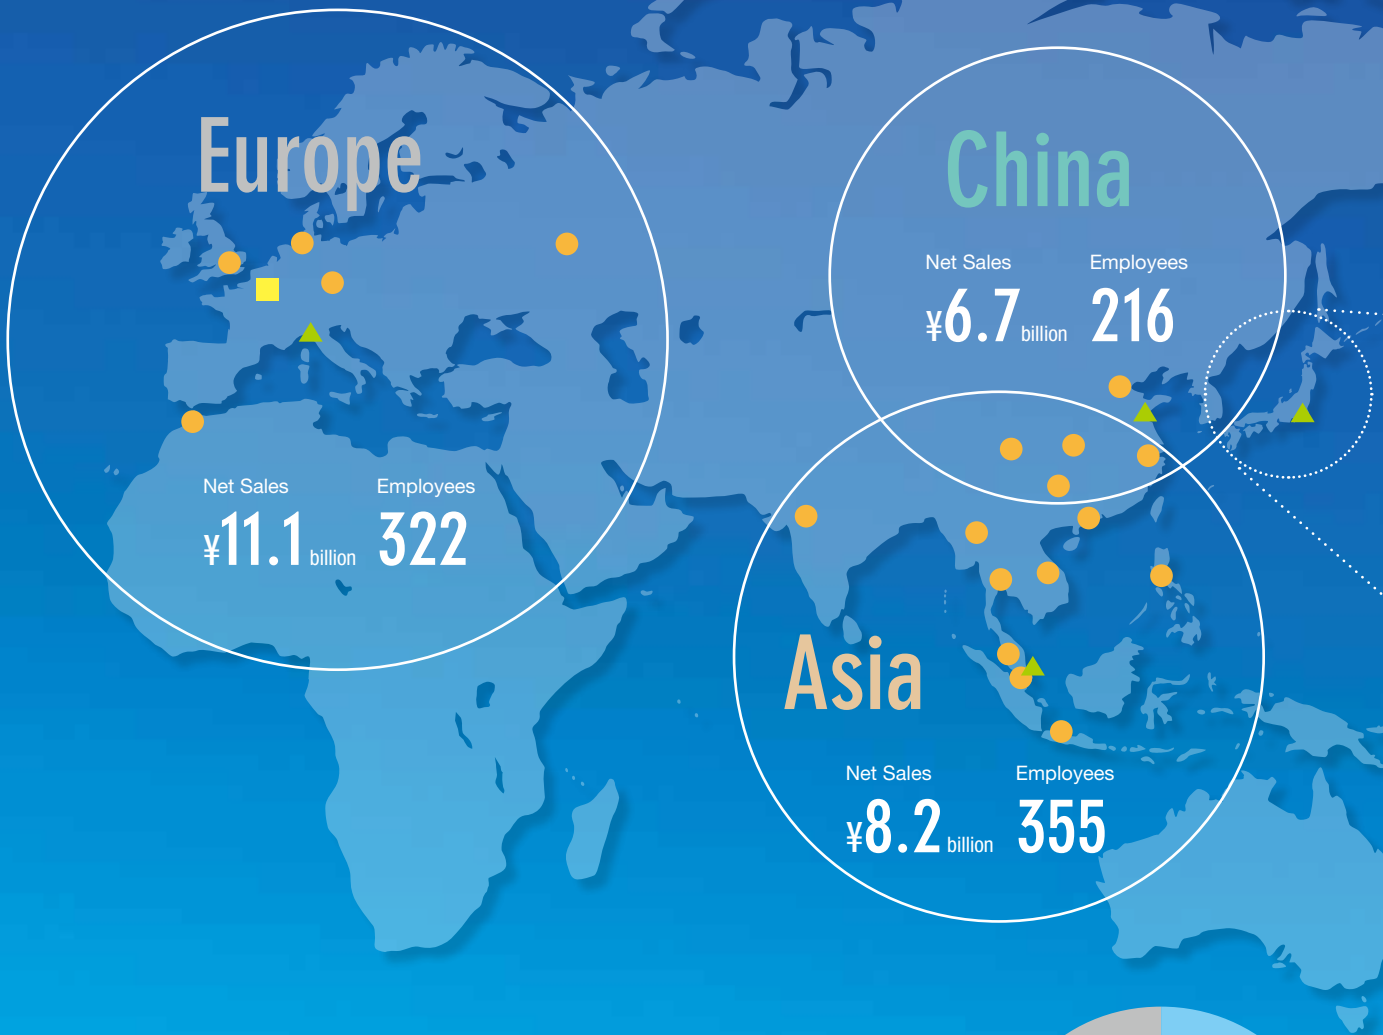 Europe
Net Sales Employees
¥11.1 billion 322
China
Net Sales Employees
¥6.7 billion 216
Asia
Net Sales Employees
¥8.2 billion 355